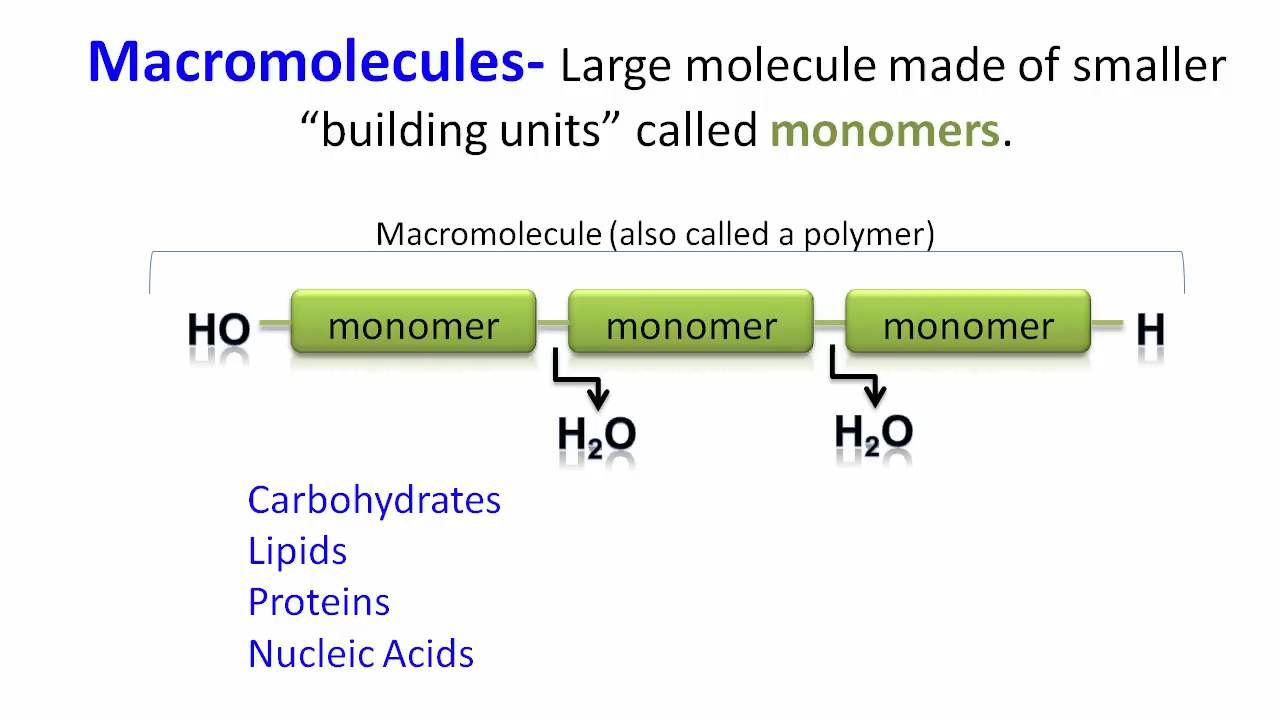 Macromolecules- Large molecule made of smaller
“building units” called monomers.
Macromolecule (also called a polymer)
HO monomer monomer monomer H
H₂O H₂O
Carbohydrates
Lipids
Proteins
Nucleic Acids